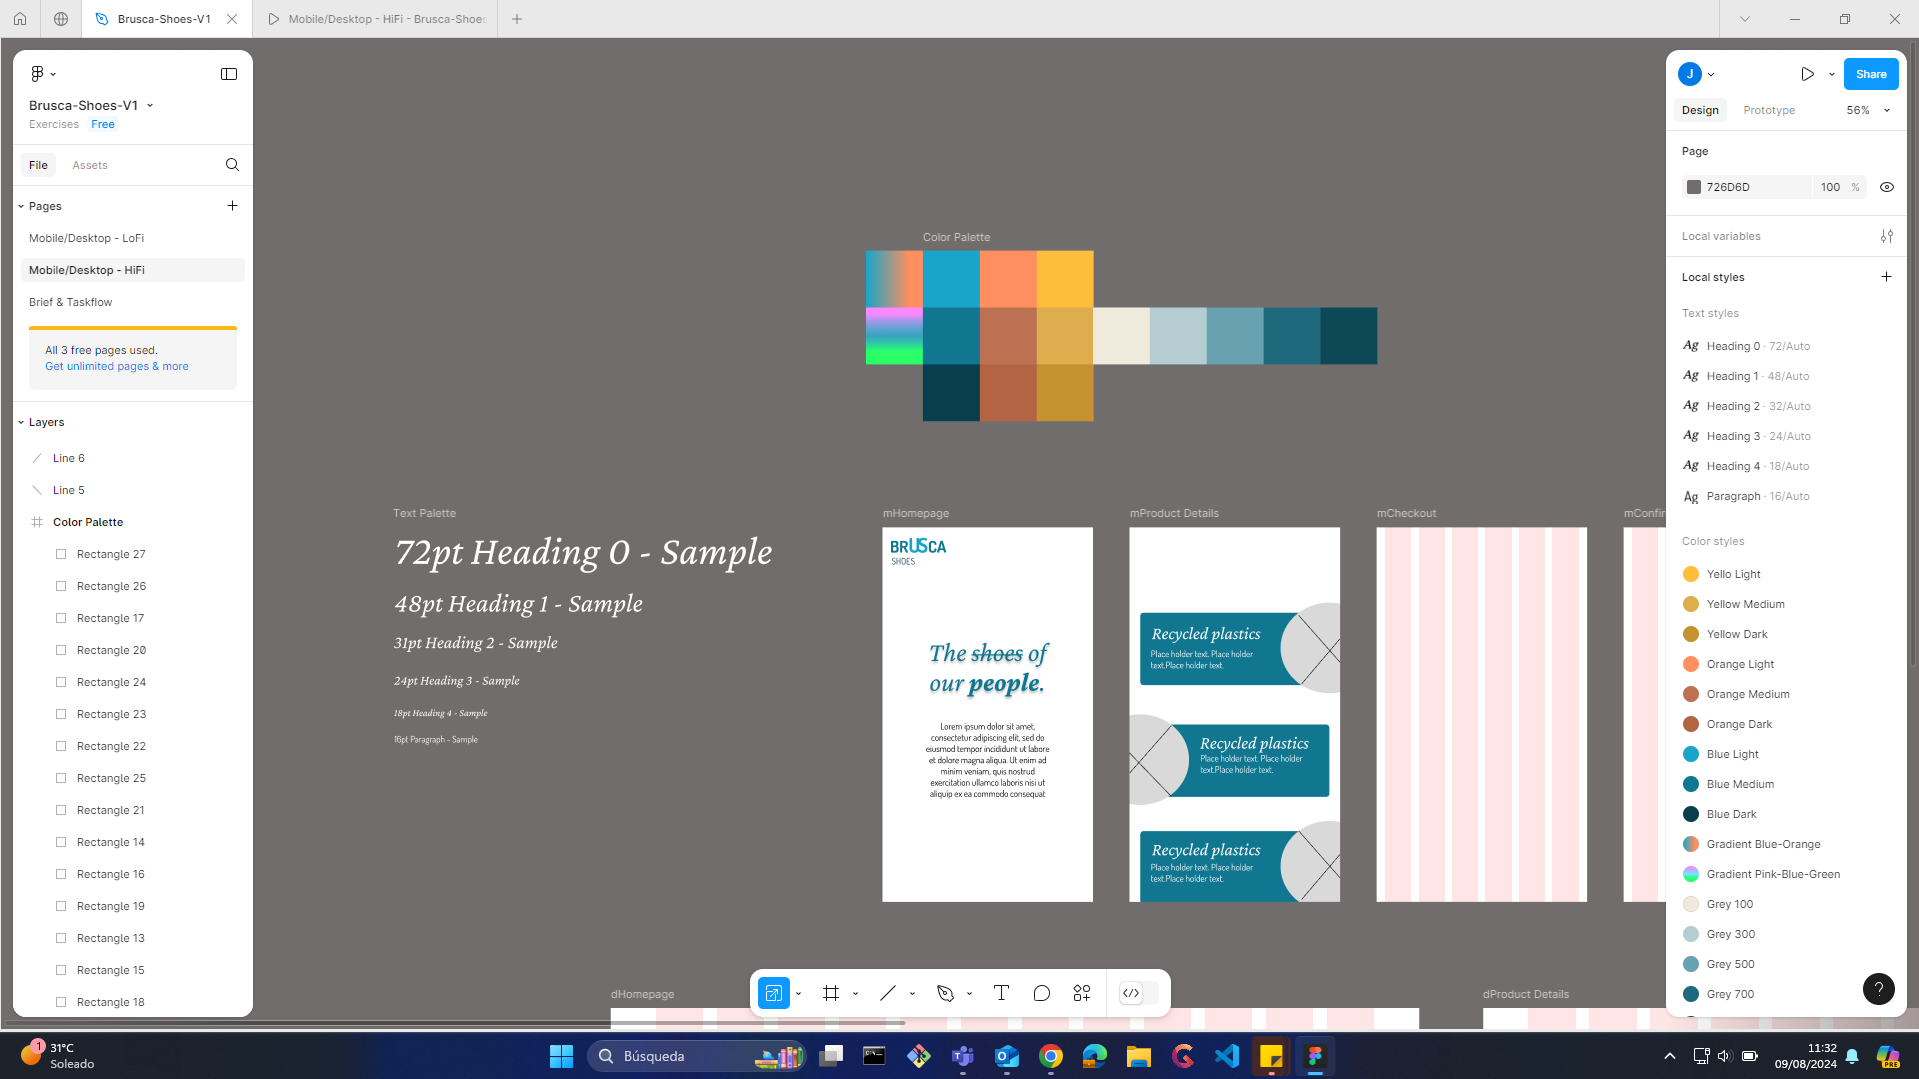 Brusca-Shoes-V1
Mobile/Desktop - HiFi - Brusca-Shoes
Brusca-Shoes-V1
Exercises Free
File Assets
Pages
Mobile/Desktop - LoFi
Mobile/Desktop - HiFi
Brief & Taskflow
All 3 free pages used.
Get unlimited pages & more
Layers
Line 6
Line 5
Color Palette
Rectangle 27
Rectangle 26
Rectangle 17
Rectangle 20
Rectangle 24
Rectangle 23
Rectangle 22
Rectangle 25
Rectangle 21
Rectangle 14
Rectangle 16
Rectangle 19
Rectangle 13
Rectangle 15
Rectangle 18
Color Palette
Text Palette
72pt Heading 0 - Sample
48pt Heading 1 - Sample
31pt Heading 2 - Sample
24pt Heading 3 - Sample
18pt Heading 4 - Sample
16pt Paragraph - Sample
mHomepage
BRUSCA
SHOES
The shoes of
our people.
Lorem ipsum dolor sit amet,
consectetur adipiscing elit, sed do
eiusmod tempor incididunt ut labore
et dolore magna aliqua. Ut enim ad
minim veniam, quis nostrud
exercitation ullamco laboris nisi ut
aliquip ex ea commodo consequat
mProduct Details
Recycled plastics
Place holder text. Place holder
text.Place holder text.
Recycled plastics
Place holder text. Place holder
text.Place holder text.
Recycled plastics
Place holder text. Place holder
text.Place holder text.
mCheckout
mConfir
dHomepage
dProduct Details
J
Share
Design Prototype 56%
Page
726D6D 100 %
Local variables
Local styles
Text styles
Ag Heading 0 · 72/Auto
Ag Heading 1 · 48/Auto
Ag Heading 2 · 32/Auto
Ag Heading 3 · 24/Auto
Ag Heading 4 · 18/Auto
Ag Paragraph · 16/Auto
Color styles
Yello Light
Yellow Medium
Yellow Dark
Orange Light
Orange Medium
Orange Dark
Blue Light
Blue Medium
Blue Dark
Gradient Blue-Orange
Gradient Pink-Blue-Green
Grey 100
Grey 300
Grey 500
Grey 700
?
1
31°C
Soleado
Búsqueda
11:32
09/08/2024
PRE